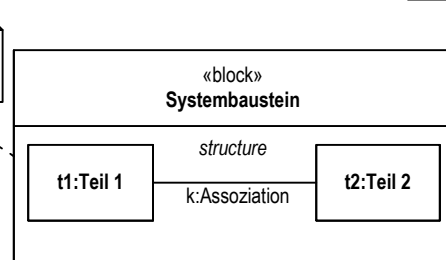 «block»
Systembaustein
structure
t1:Teil 1
k:Assoziation
t2:Teil 2